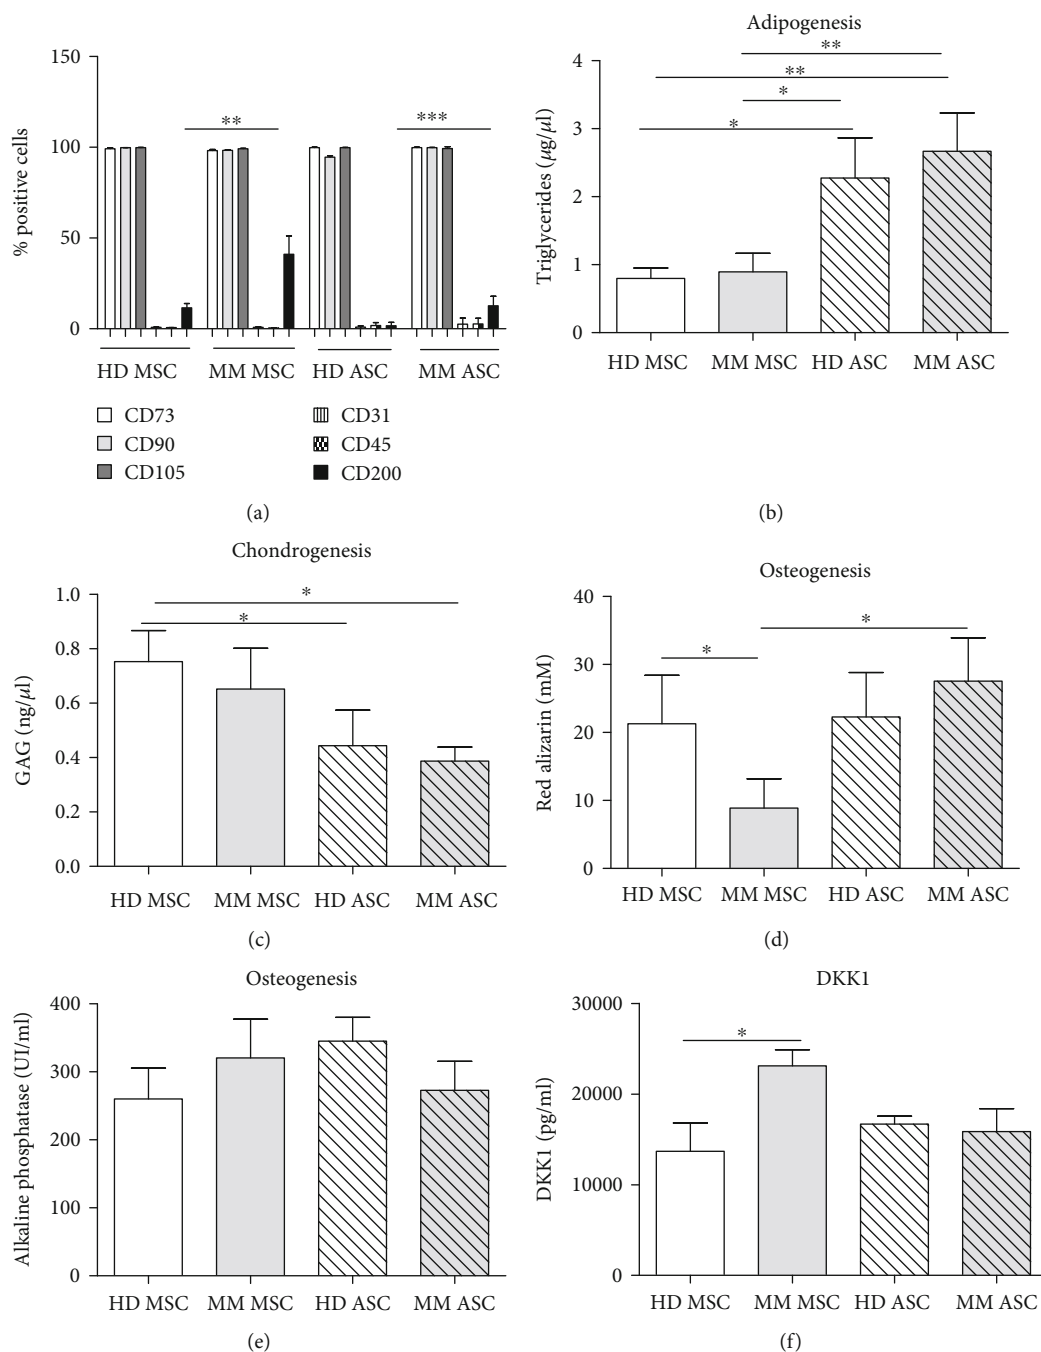 150
100
50
0
% positive cells
**
***
HD MSC MM MSC HD ASC MM ASC
CD73
CD90
CD105
CD31
CD45
CD200
(a)
Adipogenesis
4
3
2
1
0
Triglycerides (µg/µl)
**
**
*
*
HD MSC MM MSC HD ASC MM ASC
(b)
Chondrogenesis
1.0
0.8
0.6
0.4
0.2
0.0
GAG (ng/µl)
*
*
HD MSC MM MSC HD ASC MM ASC
(c)
Osteogenesis
40
30
20
10
0
Red alizarin (mM)
*
*
HD MSC MM MSC HD ASC MM ASC
(d)
Osteogenesis
400
300
200
100
0
Alkaline phosphatase (UI/ml)
HD MSC MM MSC HD ASC MM ASC
(e)
DKK1
30000
20000
10000
0
DKK1 (pg/ml)
*
HD MSC MM MSC HD ASC MM ASC
(f)